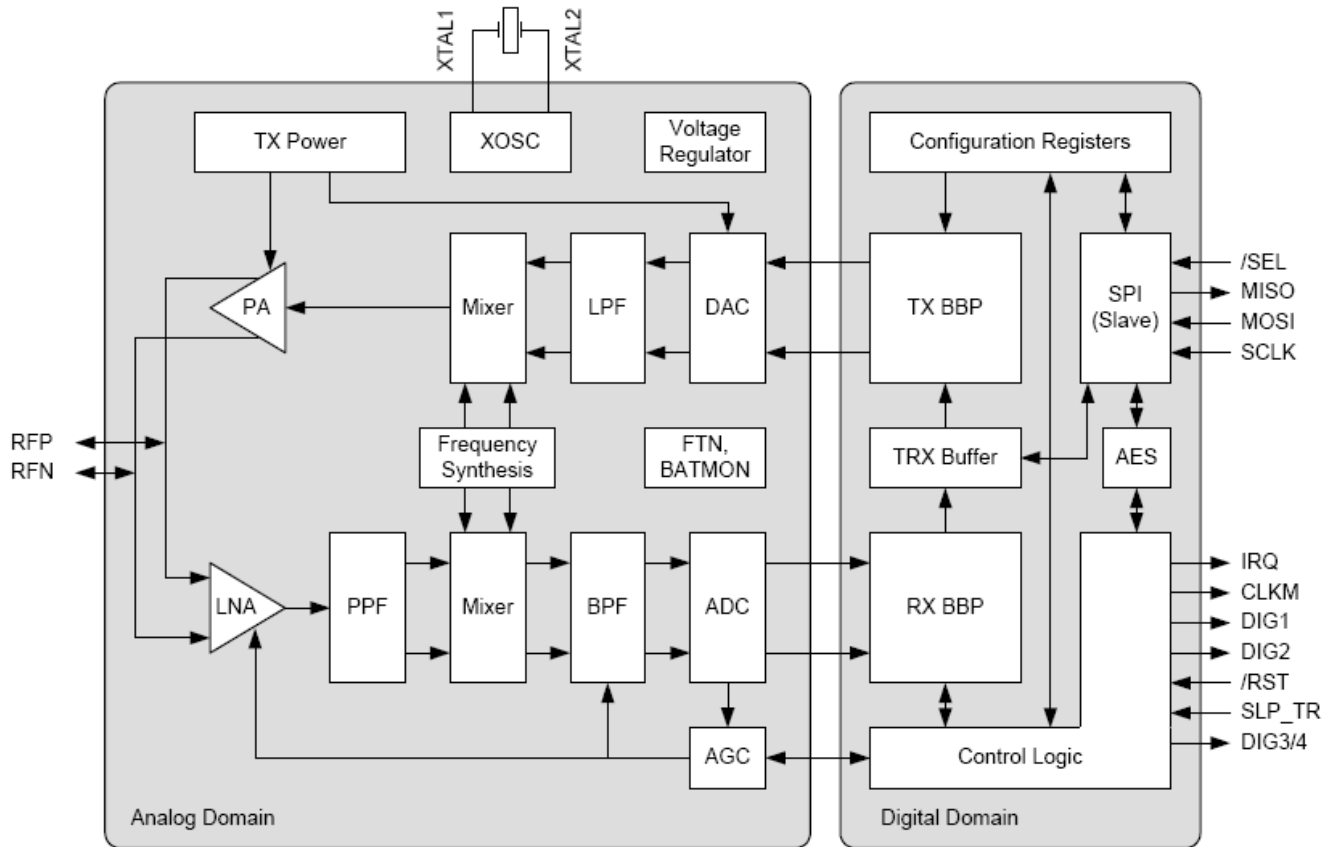 XTAL1
XTAL2
TX Power
XOSC
Voltage
Regulator
Configuration Registers
PA
Mixer
LPF
DAC
TX BBP
SPI
(Slave)
/SEL
MISO
MOSI
SCLK
RFP
RFN
Frequency
Synthesis
FTN,
BATMON
TRX Buffer
AES
LNA
PPF
Mixer
BPF
ADC
RX BBP
IRQ
CLKM
DIG1
DIG2
/RST
SLP_TR
DIG3/4
AGC
Control Logic
Analog Domain
Digital Domain